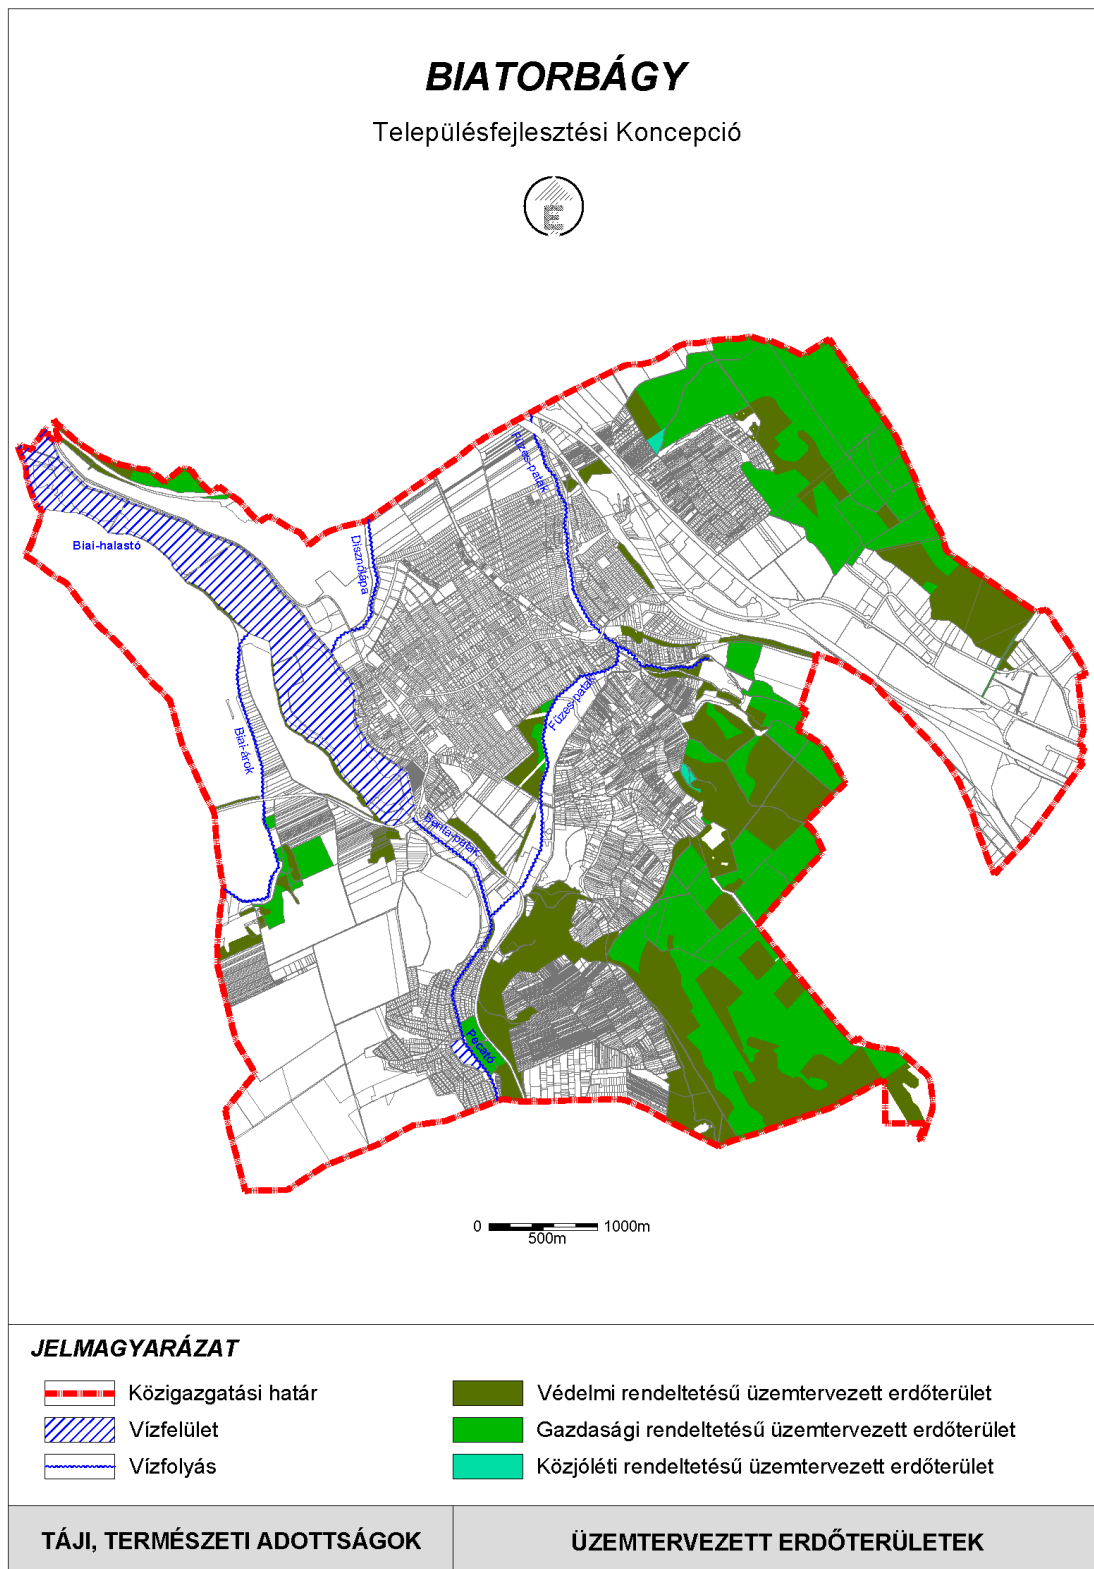 BIATORBÁGY
Településfejlesztési Koncepció
É
Füzes-patak
Disznólápa
Biai-halastó
Füzes-patak
Biai-árok
Benta-patak
Pecató
0
500m
1000m
JELMAGYARÁZAT
Közigazgatási határ
Vízfelület
Vízfolyás
Védelmi rendeltetésű üzemtervezett erdőterület
Gazdasági rendeltetésű üzemtervezett erdőterület
Közjóléti rendeltetésű üzemtervezett erdőterület
TÁJI, TERMÉSZETI ADOTTSÁGOK
ÜZEMTERVEZETT ERDŐTERÜLETEK